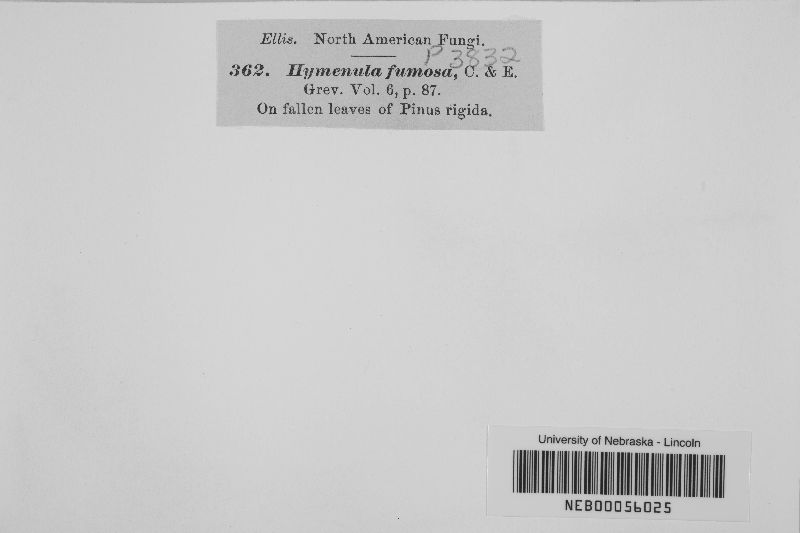 Ellis. North American Fungi.
P 3832
362. Hymenula fumosa, C. & E.
Grev. Vol. 6, p. 87.
On fallen leaves of Pinus rigida.
University of Nebraska - Lincoln
NEB00056025